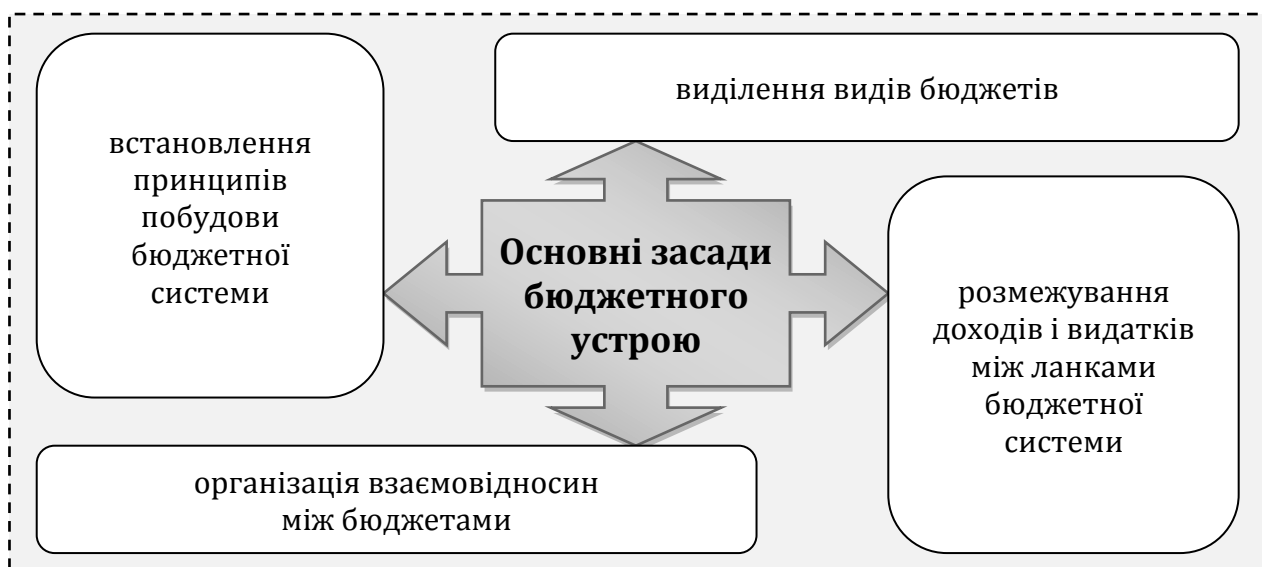 встановлення
принципів
побудови
бюджетної
системи
виділення видів бюджетів
Основні засади
бюджетного
устрою
розмежування
доходів і видатків
між ланками
бюджетної
системи
організація взаємовідносин
між бюджетами